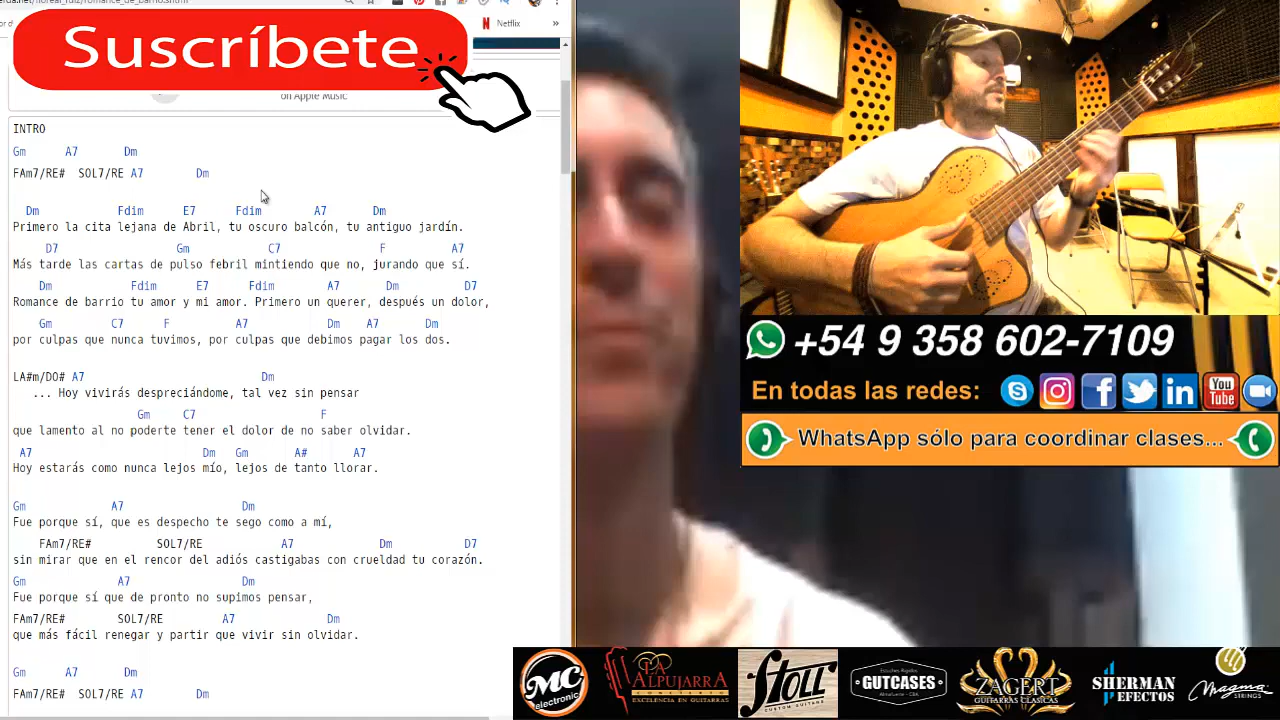 Netflix
Suscríbete
on Apple Music
INTRO
Gm A7 Dm
FAm7/RE# SOL7/RE A7 Dm
Dm Fdim E7 Fdim A7 Dm
Primero la cita lejana de Abril, tu oscuro balcón, tu antiguo jardín.
D7 Gm C7 F A7
Más tarde las cartas de pulso febril mintiendo que no, jurando que sí.
Dm Fdim E7 Fdim A7 Dm D7
Romance de barrio tu amor y mi amor. Primero un querer, después un dolor,
Gm C7 F A7 Dm A7 Dm
por culpas que nunca tuvimos, por culpas que debimos pagar los dos.
LA#m/DO# A7 Dm
... Hoy vivirás despreciándome, tal vez sin pensar
Gm C7 F
que lamento al no poderte tener el dolor de no saber olvidar.
A7 Dm Gm A# A7
Hoy estarás como nunca lejos mío, lejos de tanto llorar.
Gm A7 Dm
Fue porque sí, que es despecho te sego como a mí,
FAm7/RE# SOL7/RE A7 Dm D7
sin mirar que en el rencor del adiós castigabas con crueldad tu corazón.
Gm A7 Dm
Fue porque sí que de pronto no supimos pensar,
FAm7/RE# SOL7/RE A7 Dm
que más fácil renegar y partir que vivir sin olvidar.
Gm A7 Dm
FAm7/RE# SOL7/RE A7 Dm
+54 9 358 602-7109
En todas las redes:
You
Tube
WhatsApp sólo para coordinar clases...
MC
electronic
LA
ALPUJARRA
CONCIERTO
EXCELENCIA EN GUITARRAS
STOLL
CUSTOM GUITARS
GUTCASES
ZAGERT
GUITARRAS CLASICAS
SHERMAN
EFECTOS
Magma
STRINGS